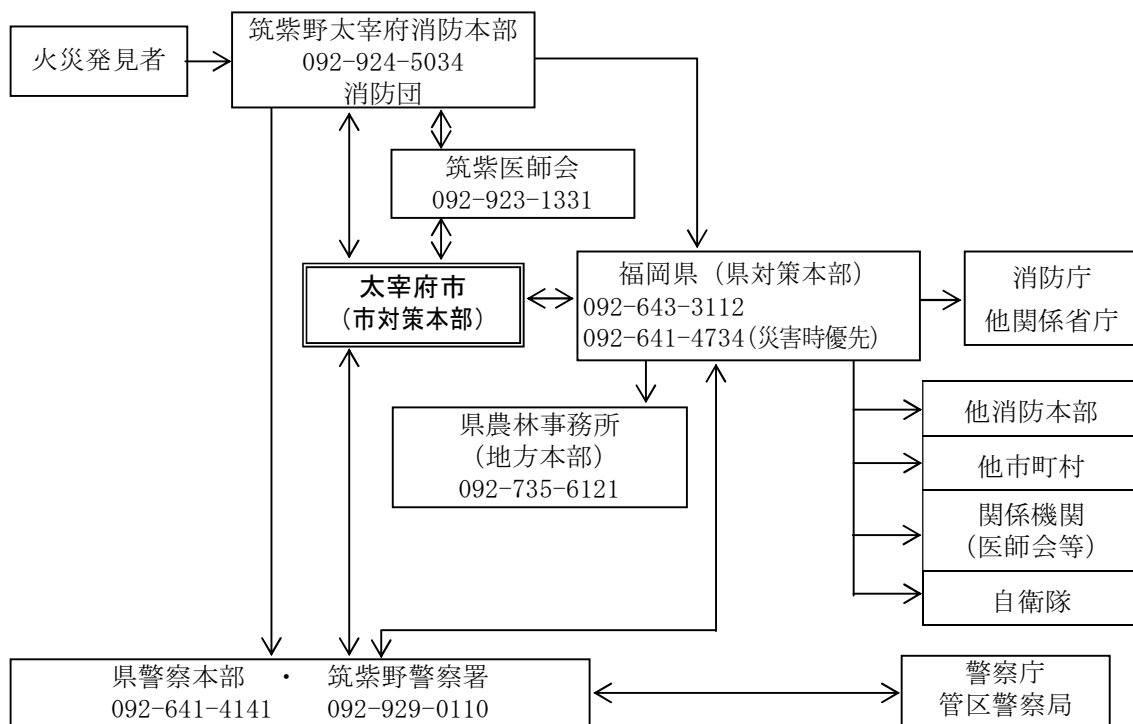 火災発見者
筑紫野太宰府消防本部
092-924-5034
消防団
筑紫医師会
092-923-1331
太宰府市
（市対策本部）
福岡県（県対策本部）
092-643-3112
092-641-4734(災害時優先)
消防庁
他関係省庁
県農林事務所
（地方本部）
092-735-6121
他消防本部
他市町村
関係機関
（医師会等）
自衛隊
県警察本部 ・ 筑紫野警察署
092-641-4141 092-929-0110
警察庁
管区警察局